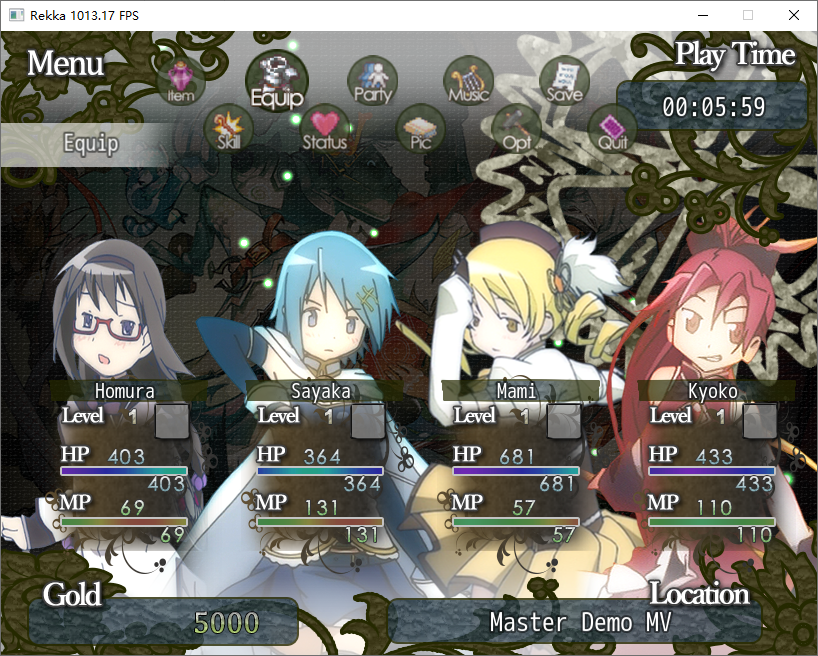 Rekka 1013.17 FPS
Menu
Play Time
Item
Equip
Party
Music
Save
00:05:59
Skill
Status
Pic
Opt
Quit
Equip
Homura
Sayaka
Mami
Kyoko
Level 1
Level 1
Level 1
Level 1
HP 403
HP 364
HP 681
HP 433
403
364
681
433
MP 69
MP 131
MP 57
MP 110
69
131
57
110
Gold
Location
5000
Master Demo MV